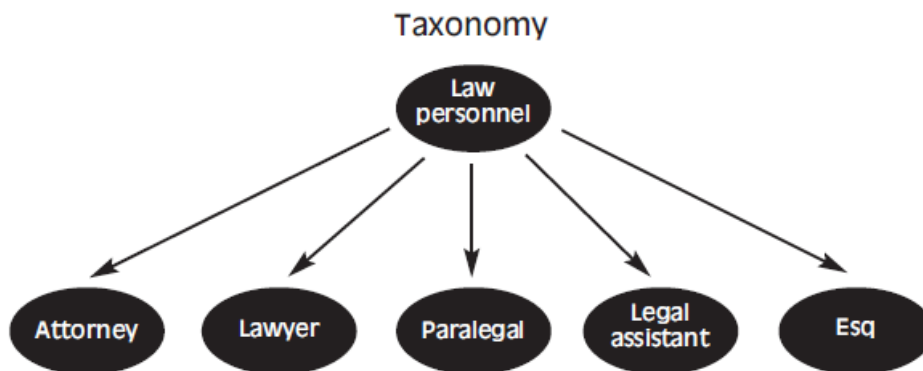 Taxonomy
Law
personnel
Attorney
Lawyer
Paralegal
Legal
assistant
Esq